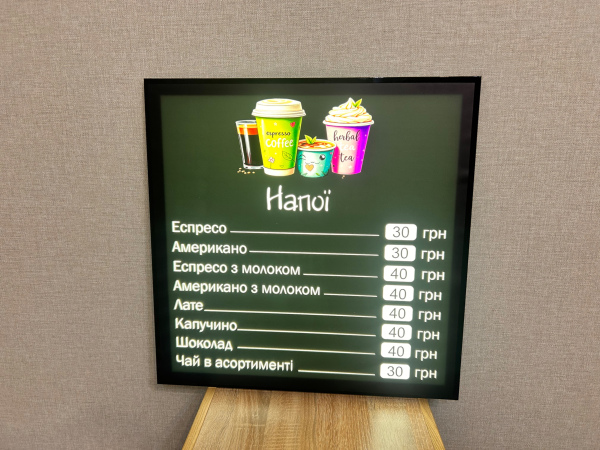 espresso
coffee
herbal
tea
Напої
Еспресо 30 грн
Американо 30 грн
Еспресо з молоком 40 грн
Американо з молоком 40 грн
Лате 40 грн
Капучино 40 грн
Шоколад 40 грн
Чай в асортименті 30 грн